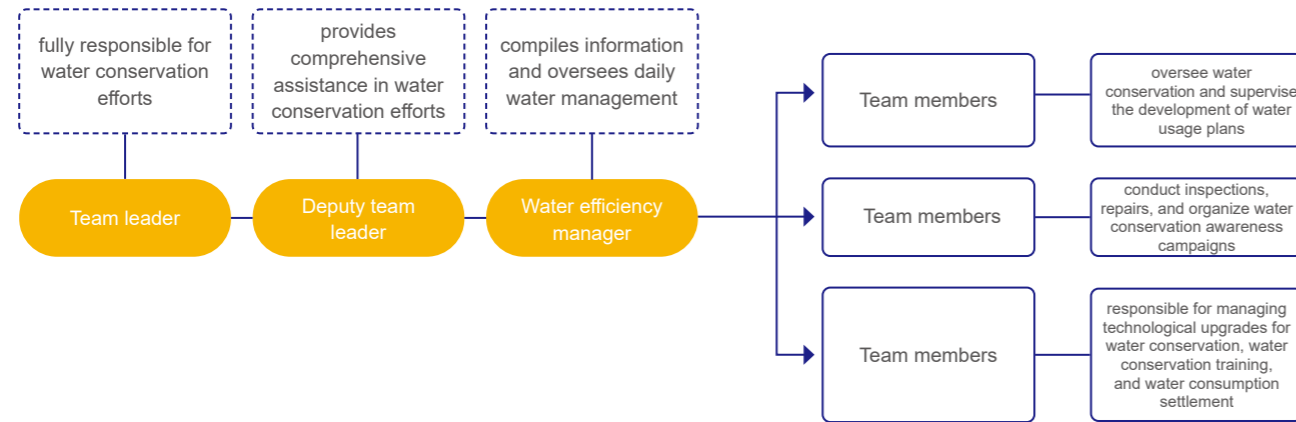 fully responsible for
water conservation
efforts
provides
comprehensive
assistance in water
conservation efforts
compiles information
and oversees daily
water management
Team leader
Deputy team
leader
Water efficiency
manager
Team members
oversee water
conservation and supervise
the development of water
usage plans
Team members
conduct inspections,
repairs, and organize water
conservation awareness
campaigns
Team members
responsible for managing
technological upgrades for
water conservation, water
conservation training,
and water consumption
settlement